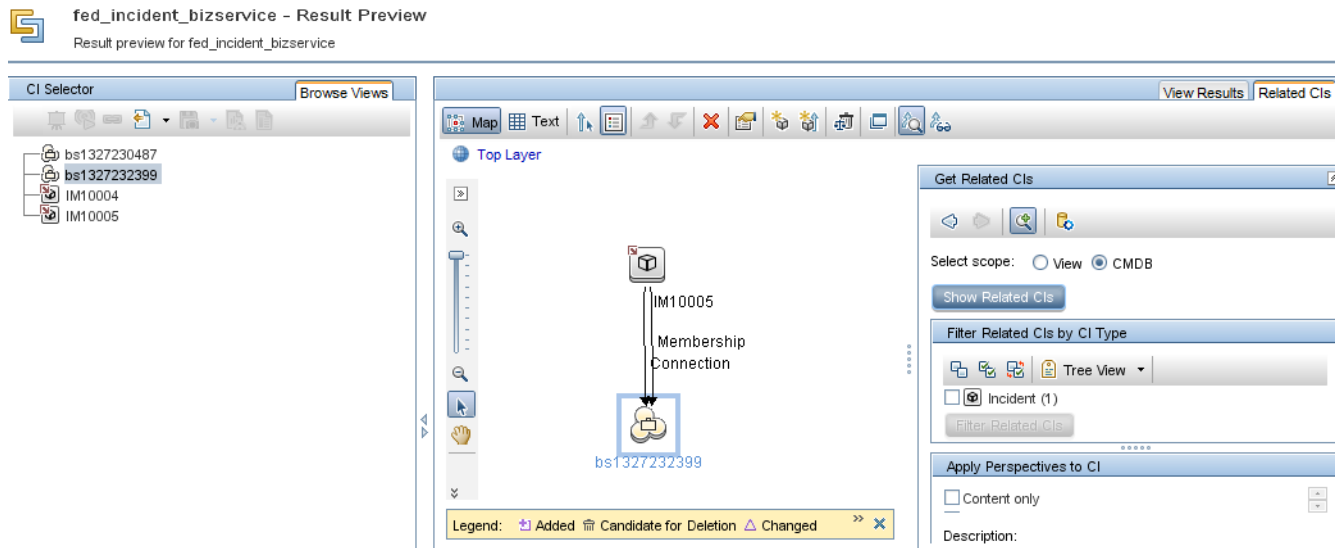 fed_incident_bizservice - Result Preview
Result preview for fed_incident_bizservice
CI Selector
Browse Views
bs1327230487
bs1327232399
IM10004
IM10005
View Results
Related CIs
Map
Text
Top Layer
IM10005
Membership
Connection
bs1327232399
Legend: Added Candidate for Deletion Changed
Get Related CIs
Select scope: View CMDB
Show Related CIs
Filter Related CIs by CI Type
Tree View
Incident (1)
Filter Related CIs
Apply Perspectives to CI
Content only
Description: